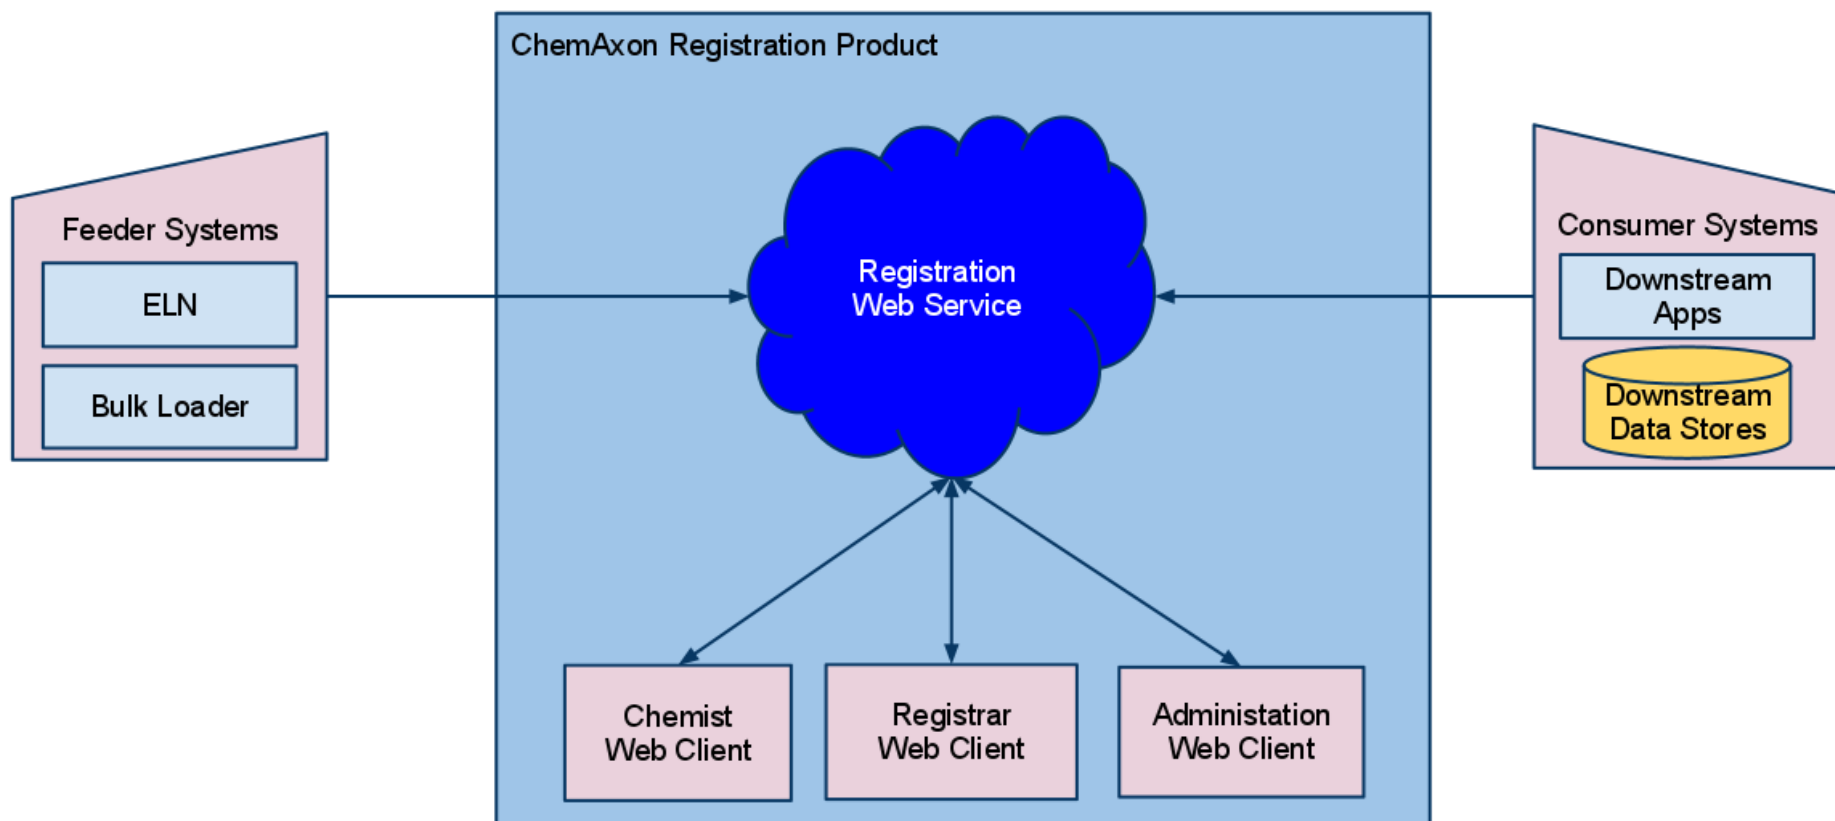 ChemAxon Registration Product
Feeder Systems
ELN
Bulk Loader
Registration
Web Service
Consumer Systems
Downstream
Apps
Downstream
Data Stores
Chemist
Web Client
Registrar
Web Client
Administation
Web Client